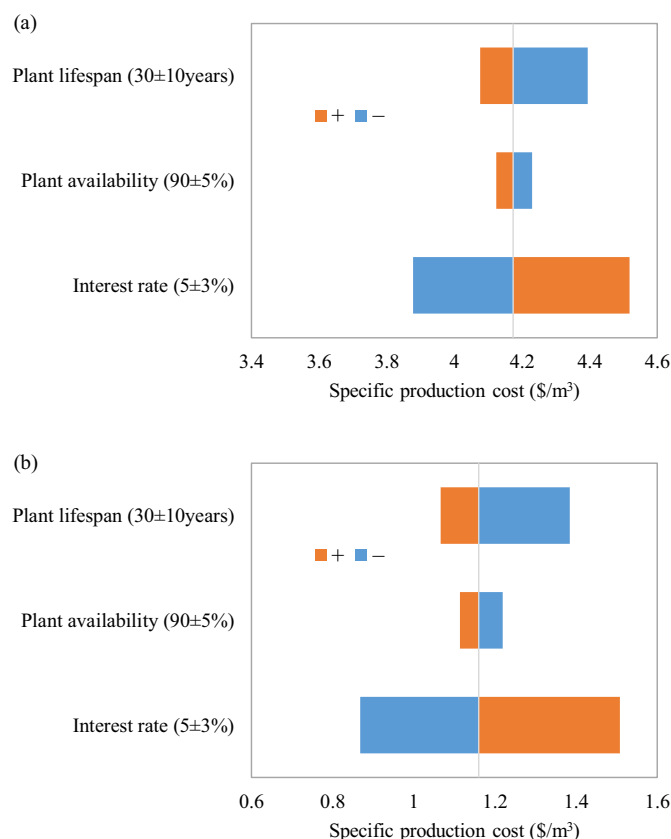 (a)
Plant lifespan (30±10years)
+ −
Plant availability (90±5%)
Interest rate (5±3%)
3.4 3.6 3.8 4 4.2 4.4 4.6
Specific production cost ($/m³)
(b)
Plant lifespan (30±10years)
+ −
Plant availability (90±5%)
Interest rate (5±3%)
0.6 0.8 1 1.2 1.4 1.6
Specific production cost ($/m³)